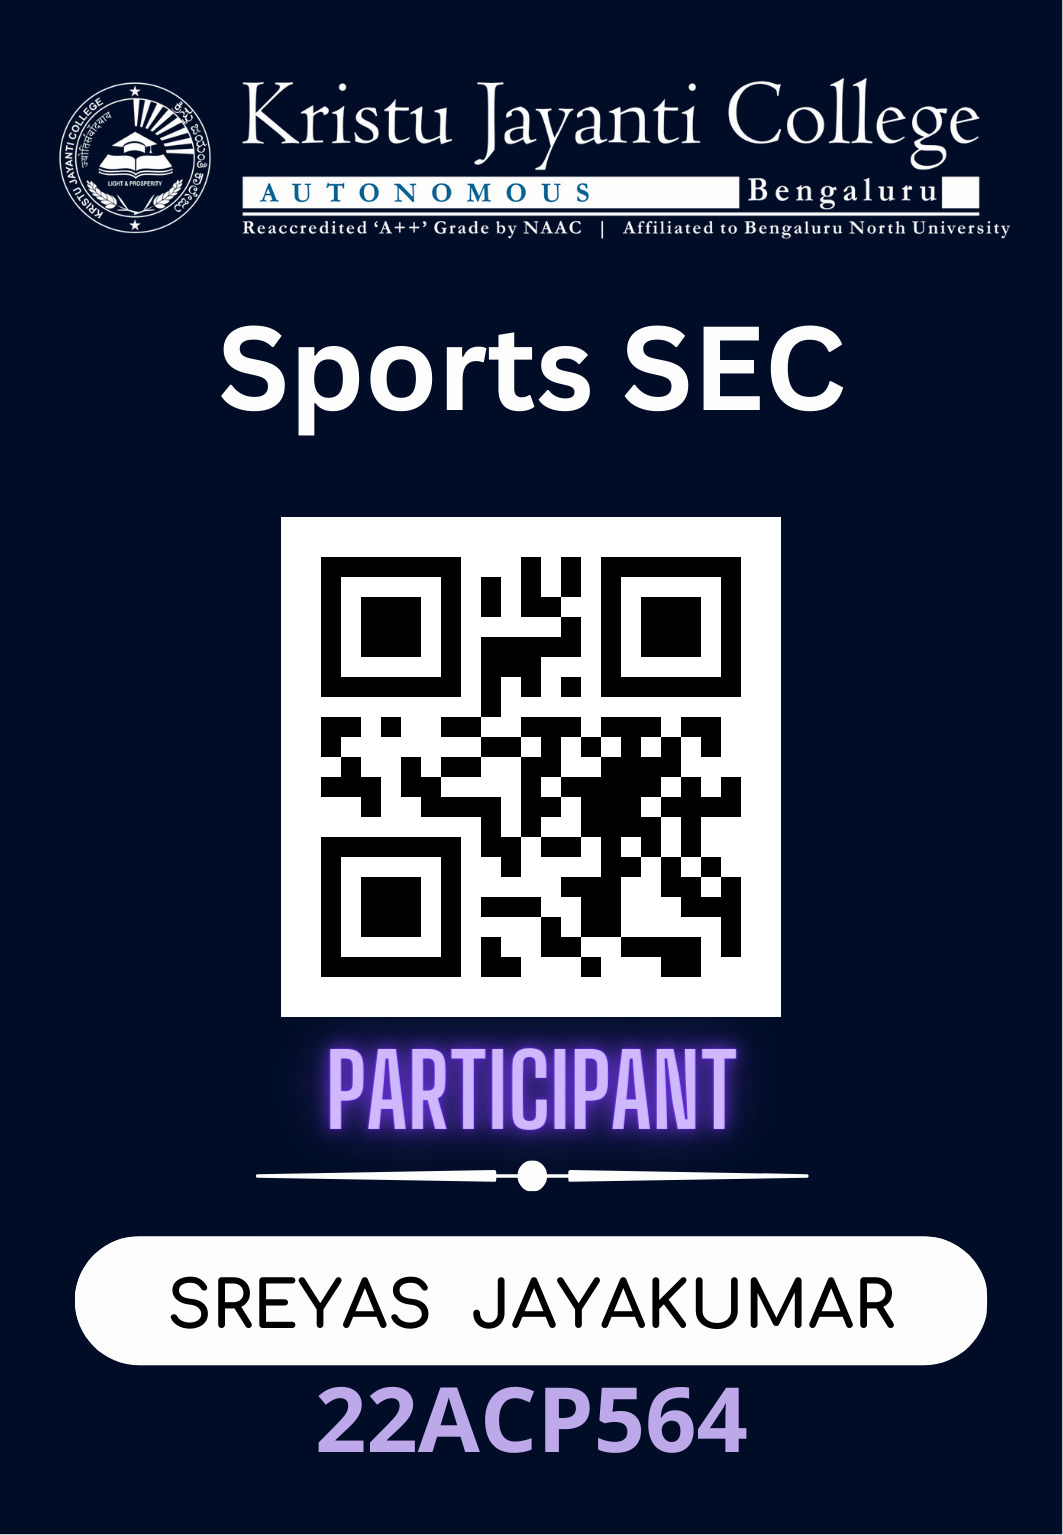 Kristu Jayanti College
AUTONOMOUS Bengaluru
Reaccredited ‘A++’ Grade by NAAC | Affiliated to Bengaluru North University
KRISTU JAYANTI COLLEGE
LIGHT & PROSPERITY
Sports SEC
PARTICIPANT
SREYAS JAYAKUMAR
22ACP564